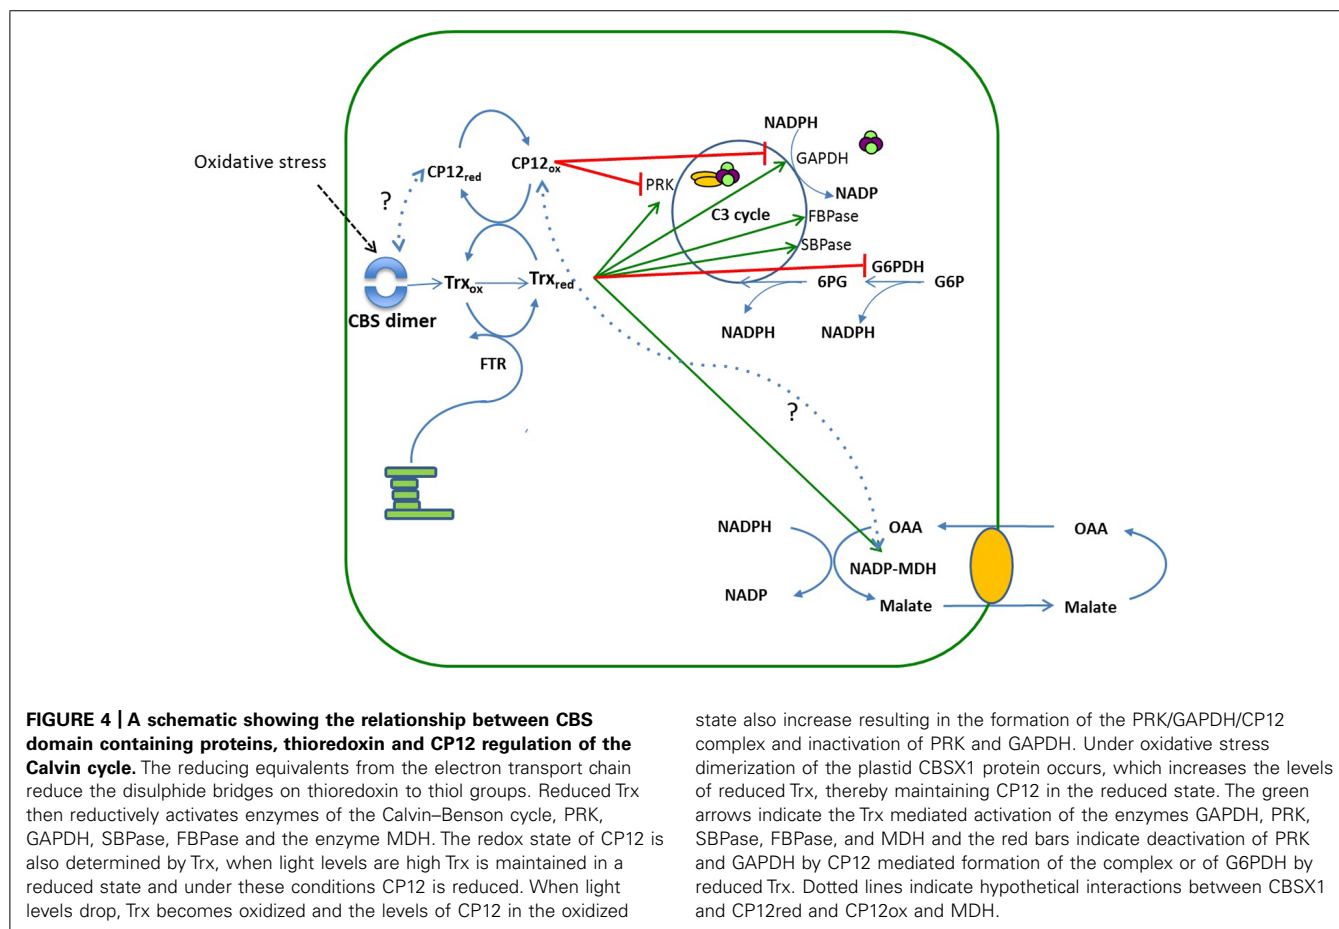 NADPH
Oxidative stress
CP12red
CP12ox
GAPDH
PRK
NADP
?
C3 cycle
FBPase
SBPase
G6PDH
Trxox
Trxred
6PG
G6P
CBS dimer
NADPH
NADPH
FTR
?
NADPH
OAA
OAA
NADP-MDH
NADP
Malate
Malate
FIGURE 4 | A schematic showing the relationship between CBS
domain containing proteins, thioredoxin and CP12 regulation of the
Calvin cycle. The reducing equivalents from the electron transport chain
reduce the disulphide bridges on thioredoxin to thiol groups. Reduced Trx
then reductively activates enzymes of the Calvin–Benson cycle, PRK,
GAPDH, SBPase, FBPase and the enzyme MDH. The redox state of CP12 is
also determined by Trx, when light levels are high Trx is maintained in a
reduced state and under these conditions CP12 is reduced. When light
levels drop, Trx becomes oxidized and the levels of CP12 in the oxidized
state also increase resulting in the formation of the PRK/GAPDH/CP12
complex and inactivation of PRK and GAPDH. Under oxidative stress
dimerization of the plastid CBSX1 protein occurs, which increases the levels
of reduced Trx, thereby maintaining CP12 in the reduced state. The green
arrows indicate the Trx mediated activation of the enzymes GAPDH, PRK,
SBPase, FBPase, and MDH and the red bars indicate deactivation of PRK
and GAPDH by CP12 mediated formation of the complex or of G6PDH by
reduced Trx. Dotted lines indicate hypothetical interactions between CBSX1
and CP12red and CP12ox and MDH.